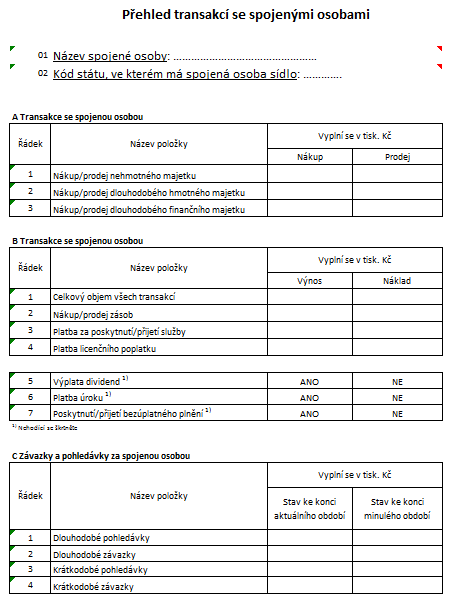 Přehled transakcí se spojenými osobami
01 Název spojené osoby: ……………………………………………
02 Kód státu, ve kterém má spojená osoba sídlo: ………….
A Transakce se spojenou osobou
Řádek Název položky Vyplní se v tisk. Kč
Nákup Prodej
1 Nákup/prodej nehmotného majetku
2 Nákup/prodej dlouhodobého hmotného majetku
3 Nákup/prodej dlouhodobého finančního majetku
B Transakce se spojenou osobou
Řádek Název položky Vyplní se v tisk. Kč
Výnos Náklad
1 Celkový objem všech transakcí
2 Nákup/prodej zásob
3 Platba za poskytnutí/přijetí služby
4 Platba licenčního poplatku
5 Výplata dividend 1) ANO NE
6 Platba úroku 1) ANO NE
7 Poskytnutí/přijetí bezúplatného plnění 1) ANO NE
1) Nehodící se škrtněte
C Závazky a pohledávky za spojenou osobou
Řádek Název položky Vyplní se v tisk. Kč
Stav ke konci Stav ke konci
aktuálního období minulého období
1 Dlouhodobé pohledávky
2 Dlouhodobé závazky
3 Krátkodobé pohledávky
4 Krátkodobé závazky